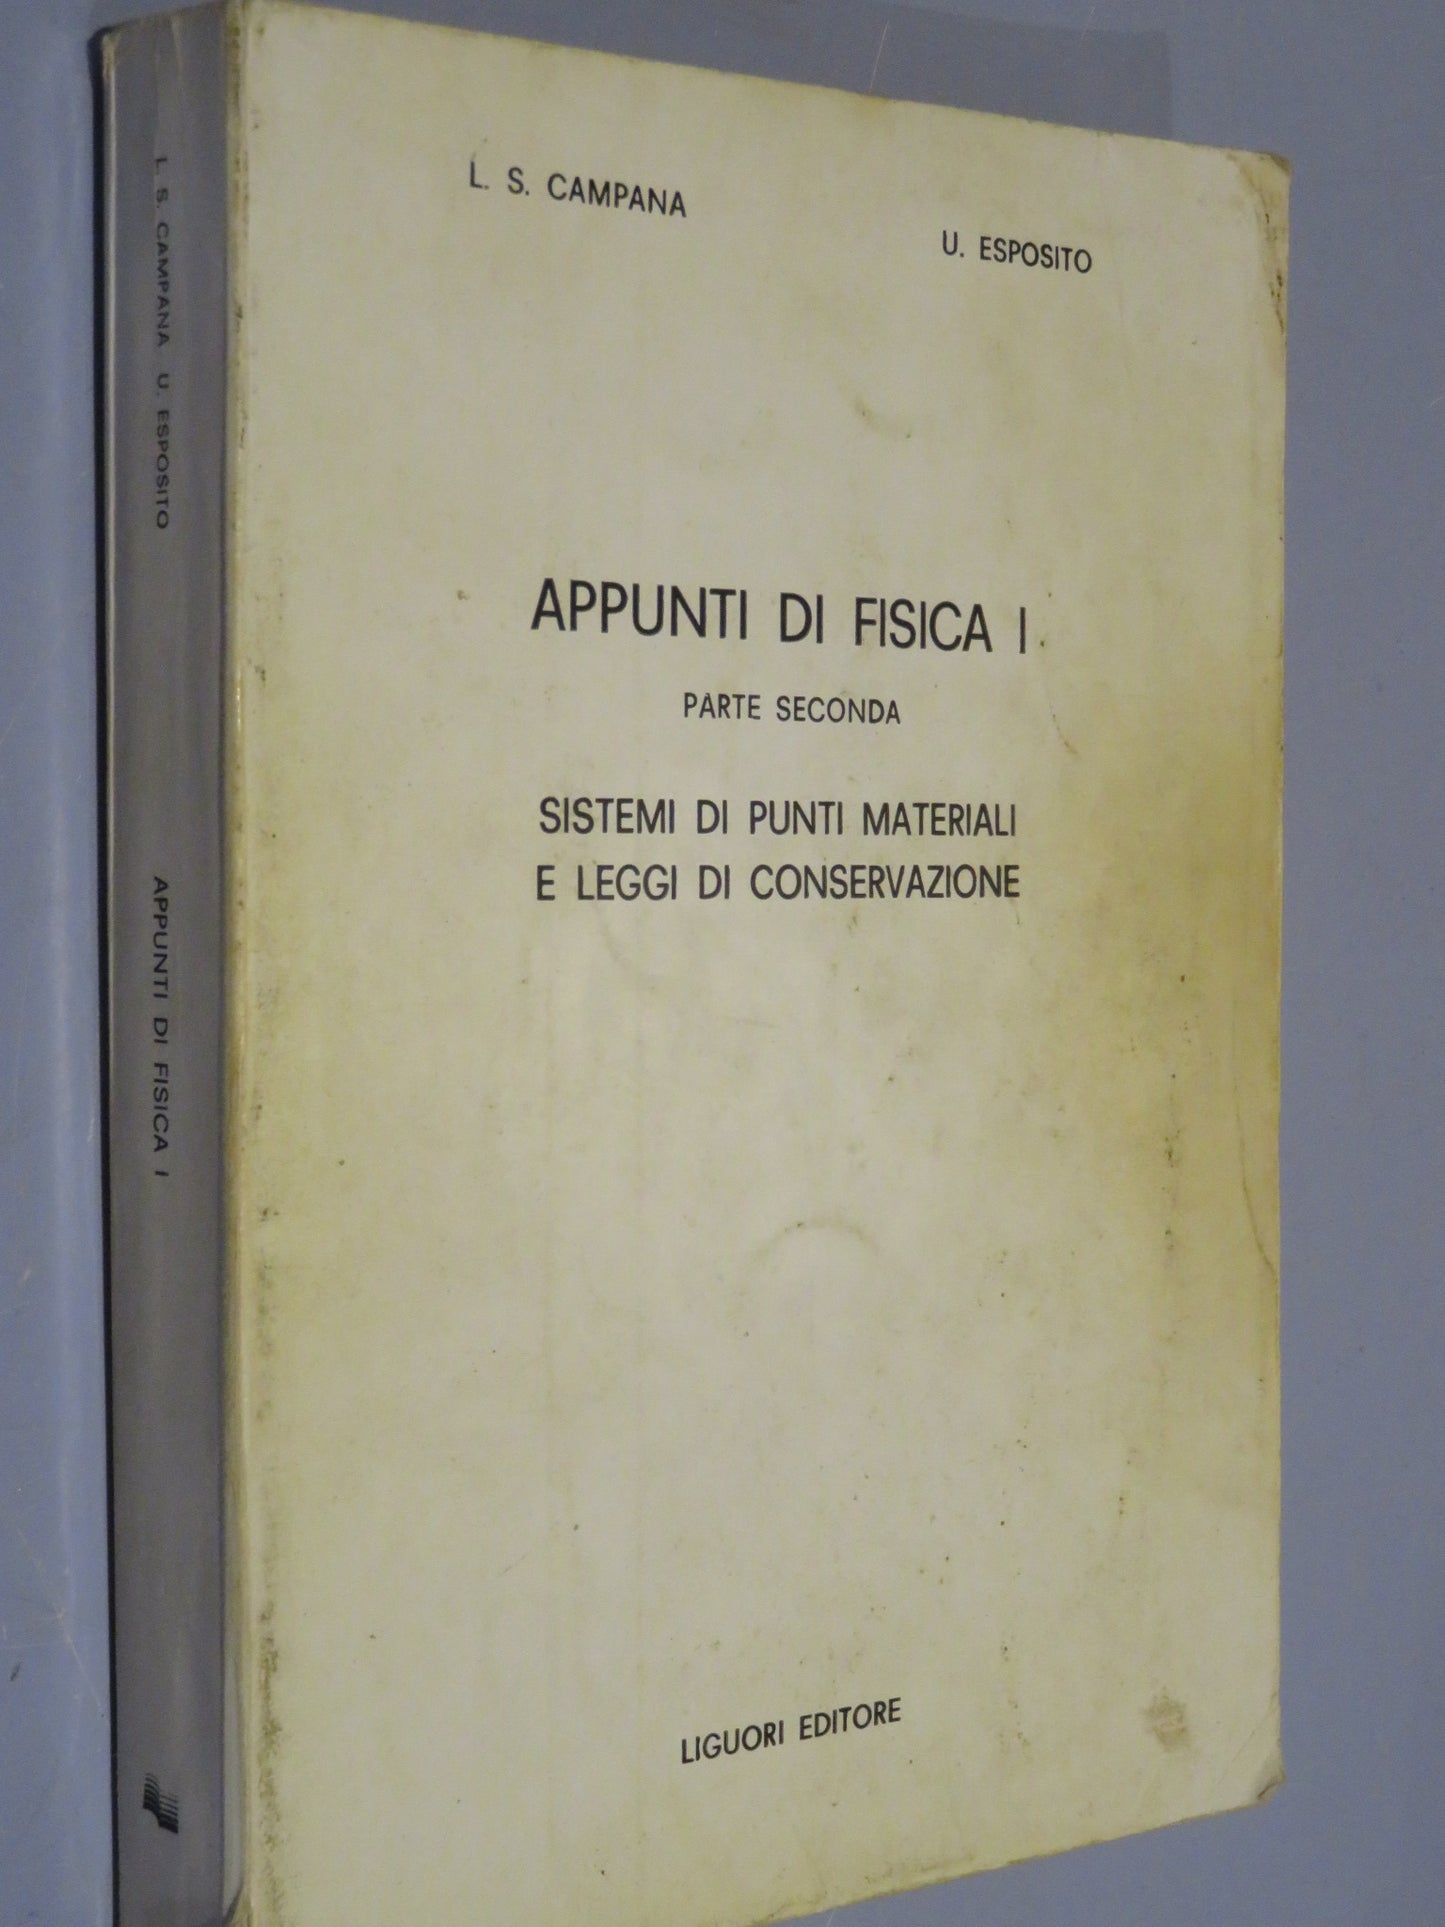 L. S. CAMPANA
U. ESPOSITO
APPUNTI DI FISICA I
PARTE SECONDA
SISTEMI DI PUNTI MATERIALI
E LEGGI DI CONSERVAZIONE
LIGUORI EDITORE
L. S. CAMPANA U. ESPOSITO APPUNTI DI FISICA I